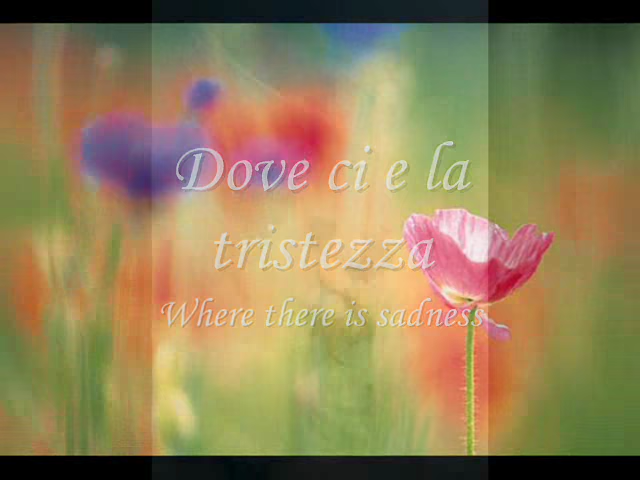 Dove ci e la
tristezza
Where there is sadness